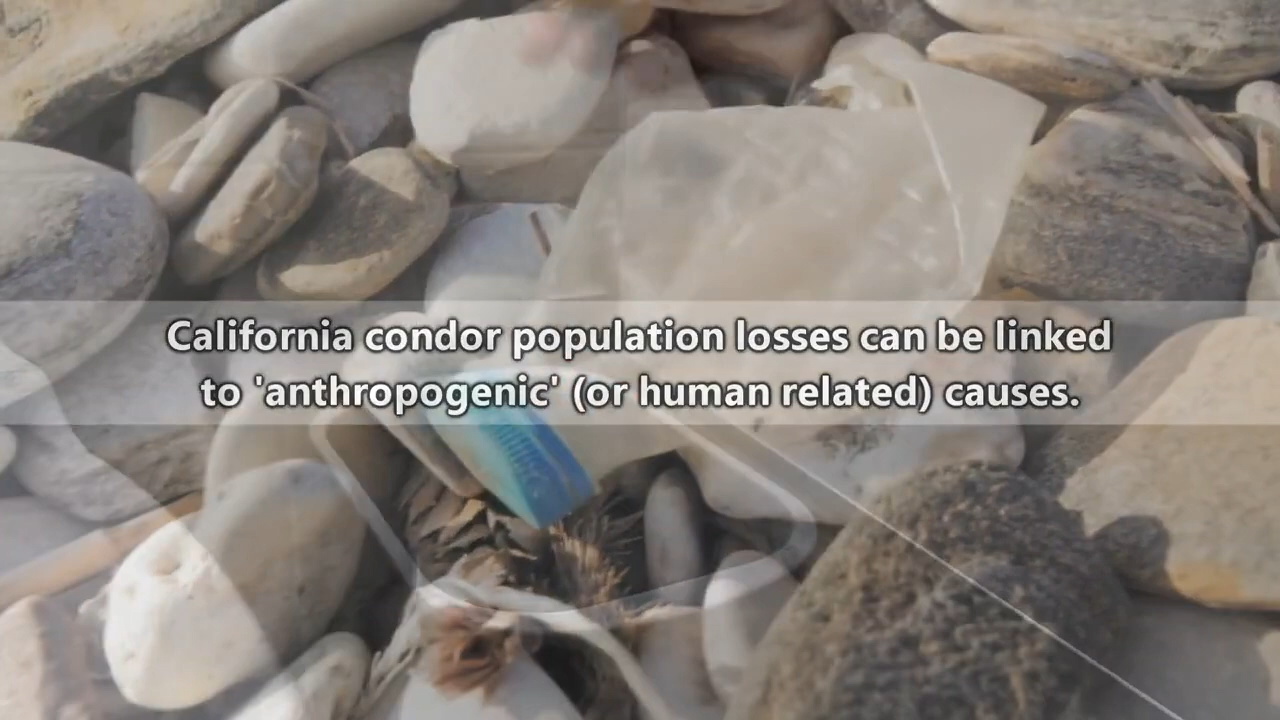 California condor population losses can be linked
to 'anthropogenic' (or human related) causes.